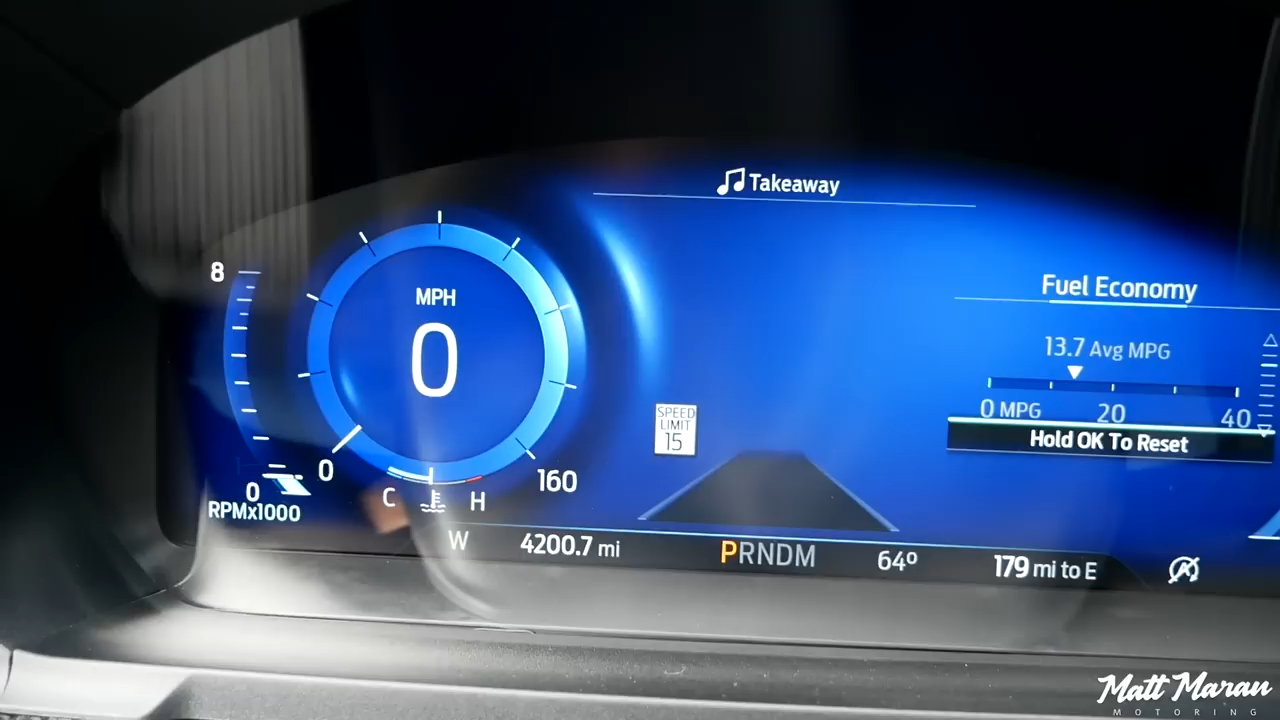 Takeaway
8
MPH
0
0
160
0
RPMx1000
C
H
SPEED
LIMIT
15
Fuel Economy
13.7 Avg MPG
0 MPG 20 40
Hold OK To Reset
W 4200.7 mi PRNDM 64º 179 mi to E
Matt Maran
MOTORING